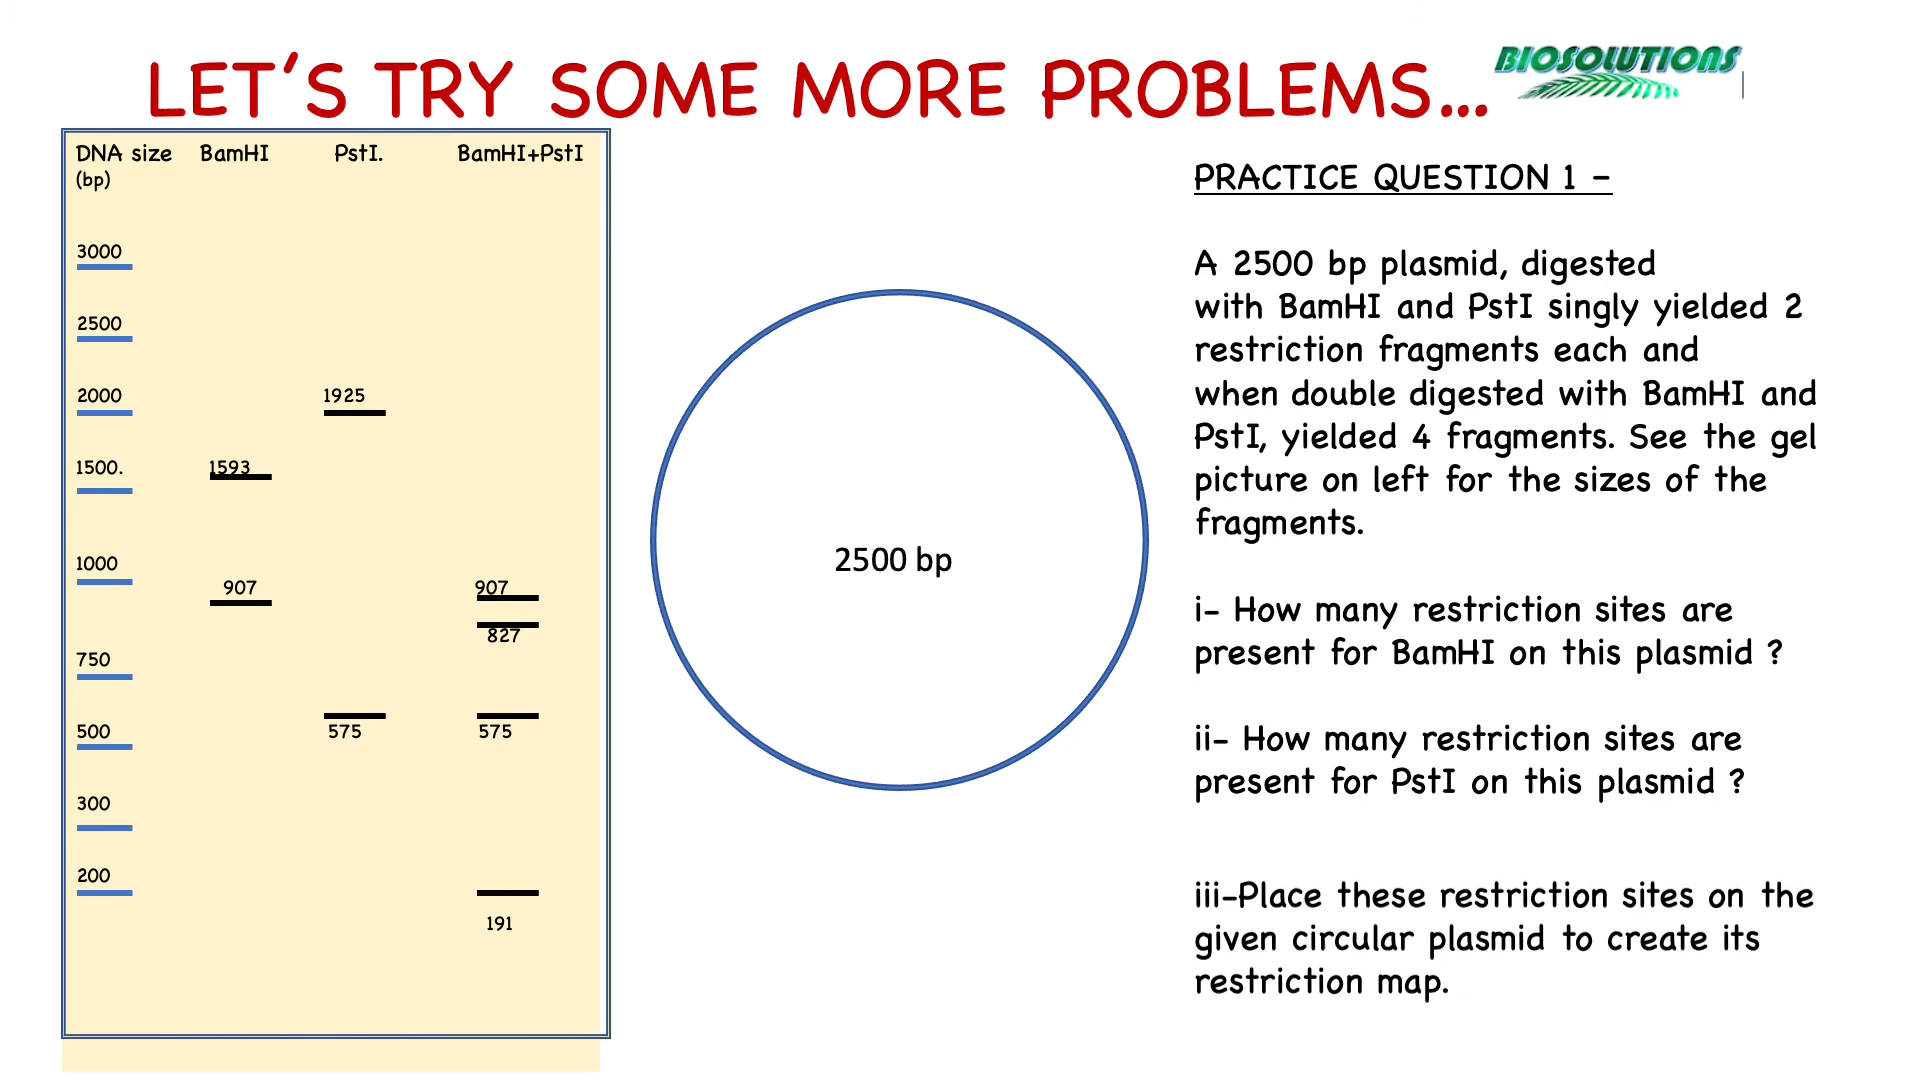 LET'S TRY SOME MORE PROBLEMS...
BIOSOLUTIONS
DNA size BamHI PstI. BamHI+PstI
(bp)
3000
2500
2000 1925
1500. 1593
1000
907 907
827
750
500 575 575
300
200
191
2500 bp
PRACTICE QUESTION 1 –
A 2500 bp plasmid, digested
with BamHI and PstI singly yielded 2
restriction fragments each and
when double digested with BamHI and
PstI, yielded 4 fragments. See the gel
picture on left for the sizes of the
fragments.
i- How many restriction sites are
present for BamHI on this plasmid ?
ii- How many restriction sites are
present for PstI on this plasmid ?
iii-Place these restriction sites on the
given circular plasmid to create its
restriction map.